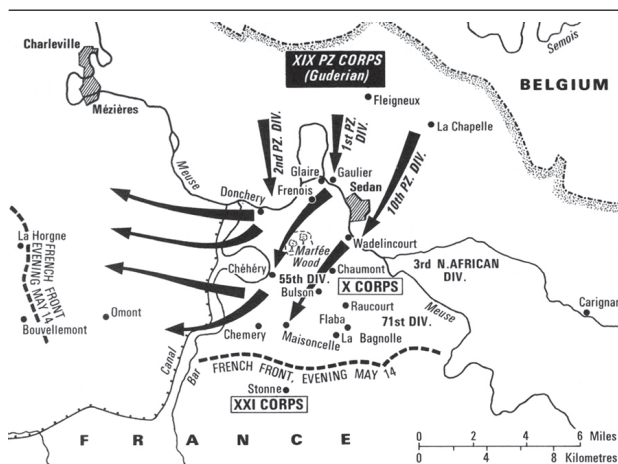 Charleville
Mézières
Semois
XIX PZ CORPS
(Guderian)
BELGIUM
Fleigneux
La Chapelle
2nd PZ. DIV.
1st PZ.
DIV.
10th PZ. DIV.
Meuse
Glaire
Gaulier
Donchery
Frenois
Sedan
Wadelincourt
La Horgne
FRENCH FRONT
EVENING MAY 14
Marfée
Wood
Chéhéry
55th DIV.
Chaumont
3rd N.AFRICAN
DIV.
Bulson
X CORPS
Carignan
Raucourt
Meuse
Omont
Bouvellemont
Flaba
71st DIV.
Chemery
Maisoncelle
La Bagnolle
Canal
Bar
FRENCH FRONT, EVENING MAY 14
Stonne
XXI CORPS
FRANCE
0 2 4 6 Miles
0 4 8 Kilometres